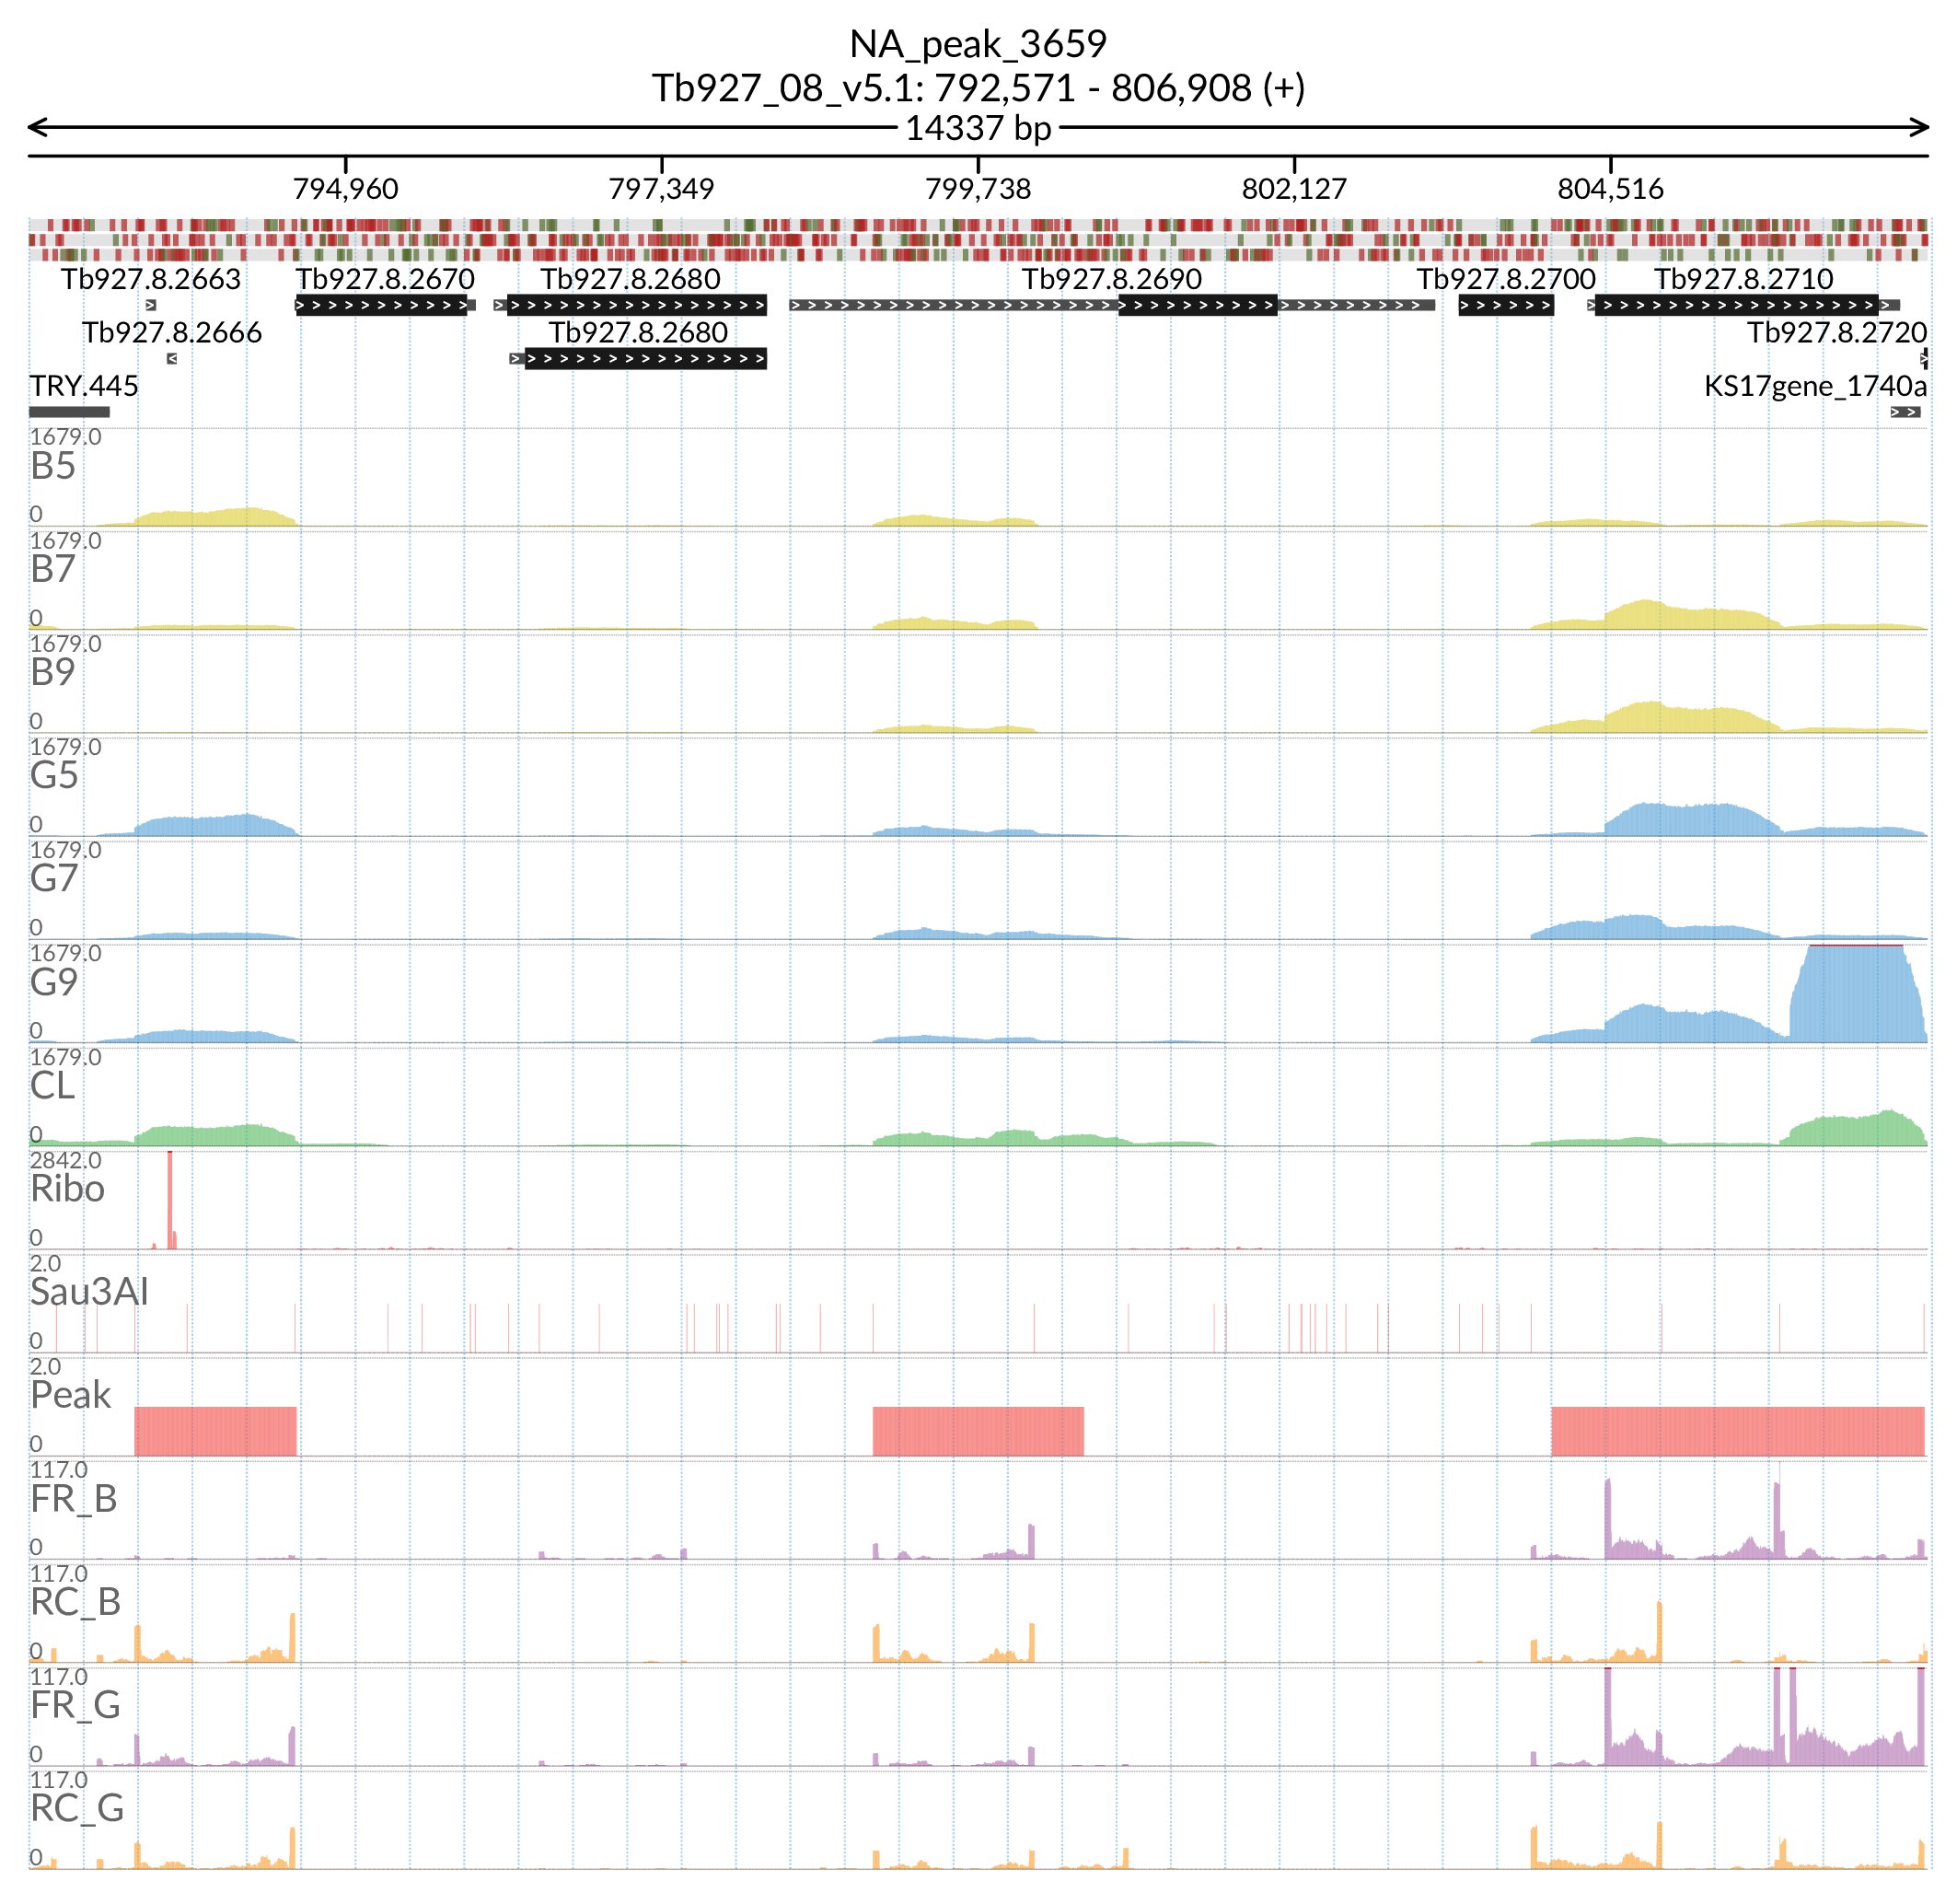 NA_peak_3659
Tb927_08_v5.1: 792,571 - 806,908 (+)
14337 bp
794,960 797,349 799,738 802,127 804,516
Tb927.8.2663 Tb927.8.2670 Tb927.8.2680 Tb927.8.2690 Tb927.8.2700 Tb927.8.2710
Tb927.8.2666 Tb927.8.2680 Tb927.8.2720
TRY.445 KS17gene_1740a
1679.0
B5
0
1679.0
B7
0
1679.0
B9
0
1679.0
G5
0
1679.0
G7
0
1679.0
G9
0
1679.0
CL
0
2842.0
Ribo
0
2.0
Sau3AI
0
2.0
Peak
0
117.0
FR_B
0
117.0
RC_B
0
117.0
FR_G
0
117.0
RC_G
0